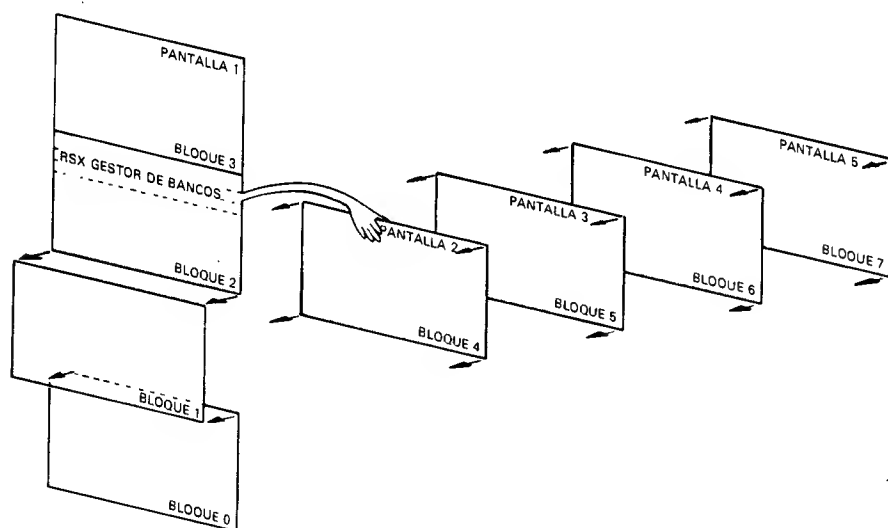 PANTALLA 1
BLOQUE 3
RSX GESTOR DE BANCOS
BLOQUE 2
BLOQUE 1
BLOQUE 0
PANTALLA 2
BLOQUE 4
PANTALLA 3
BLOQUE 5
PANTALLA 4
BLOQUE 6
PANTALLA 5
BLOQUE 7